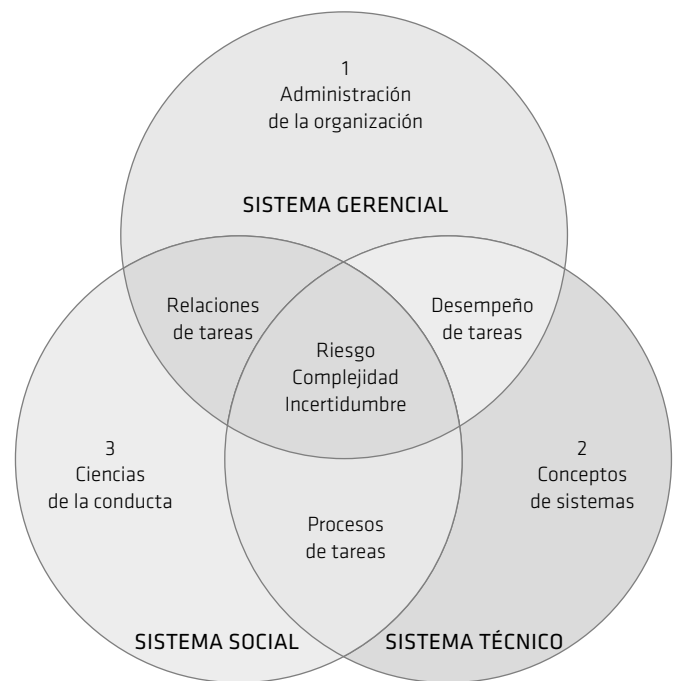 1
Administración
de la organización
SISTEMA GERENCIAL
Relaciones
de tareas
Desempeño
de tareas
Riesgo
Complejidad
Incertidumbre
3
Ciencias
de la conducta
2
Conceptos
de sistemas
Procesos
de tareas
SISTEMA SOCIAL
SISTEMA TÉCNICO